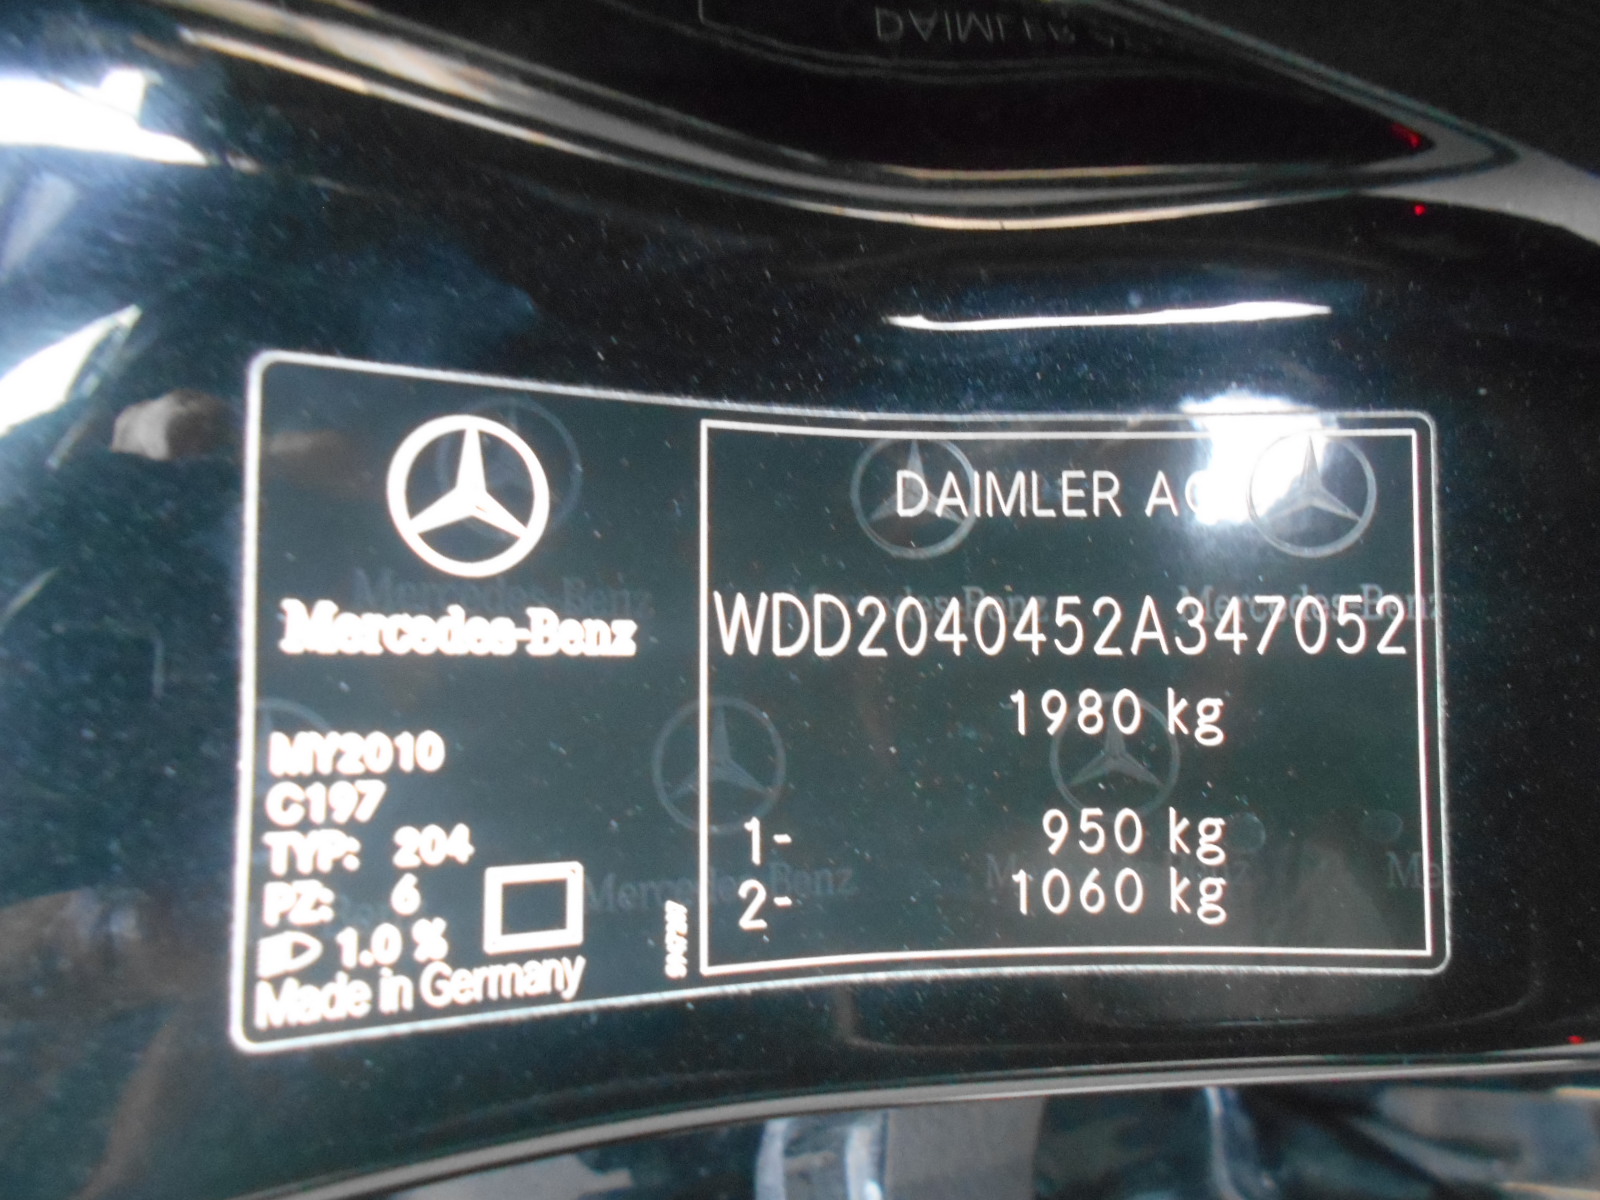 Mercedes-Benz
MY2010
C197
TYP: 204
PZ: 6
1.0 %
Made in Germany
DAIMLER AG
WDD2040452A347052
1980 kg
1- 950 kg
2- 1060 kg